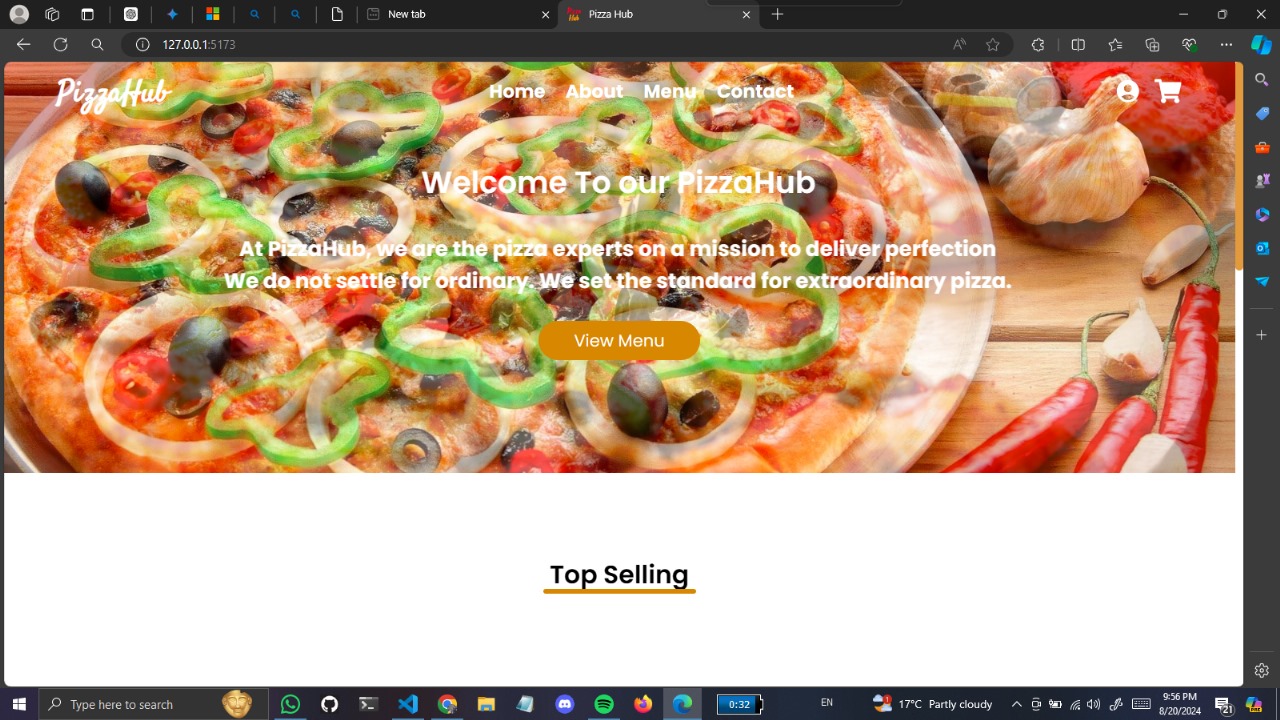 New tab
Pizza Hub
127.0.0.1:5173
PizzaHub
Home About Menu Contact
Welcome To our PizzaHub
At PizzaHub, we are the pizza experts on a mission to deliver perfection
We do not settle for ordinary. We set the standard for extraordinary pizza.
View Menu
Top Selling
Type here to search
0:32
EN
17°C Partly cloudy
9:56 PM
8/20/2024
21